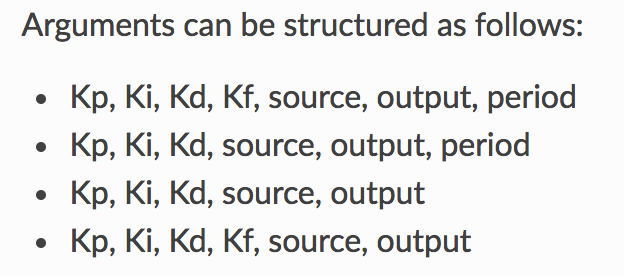 Arguments can be structured as follows:
• Kp, Ki, Kd, Kf, source, output, period
• Kp, Ki, Kd, source, output, period
• Kp, Ki, Kd, source, output
• Kp, Ki, Kd, Kf, source, output